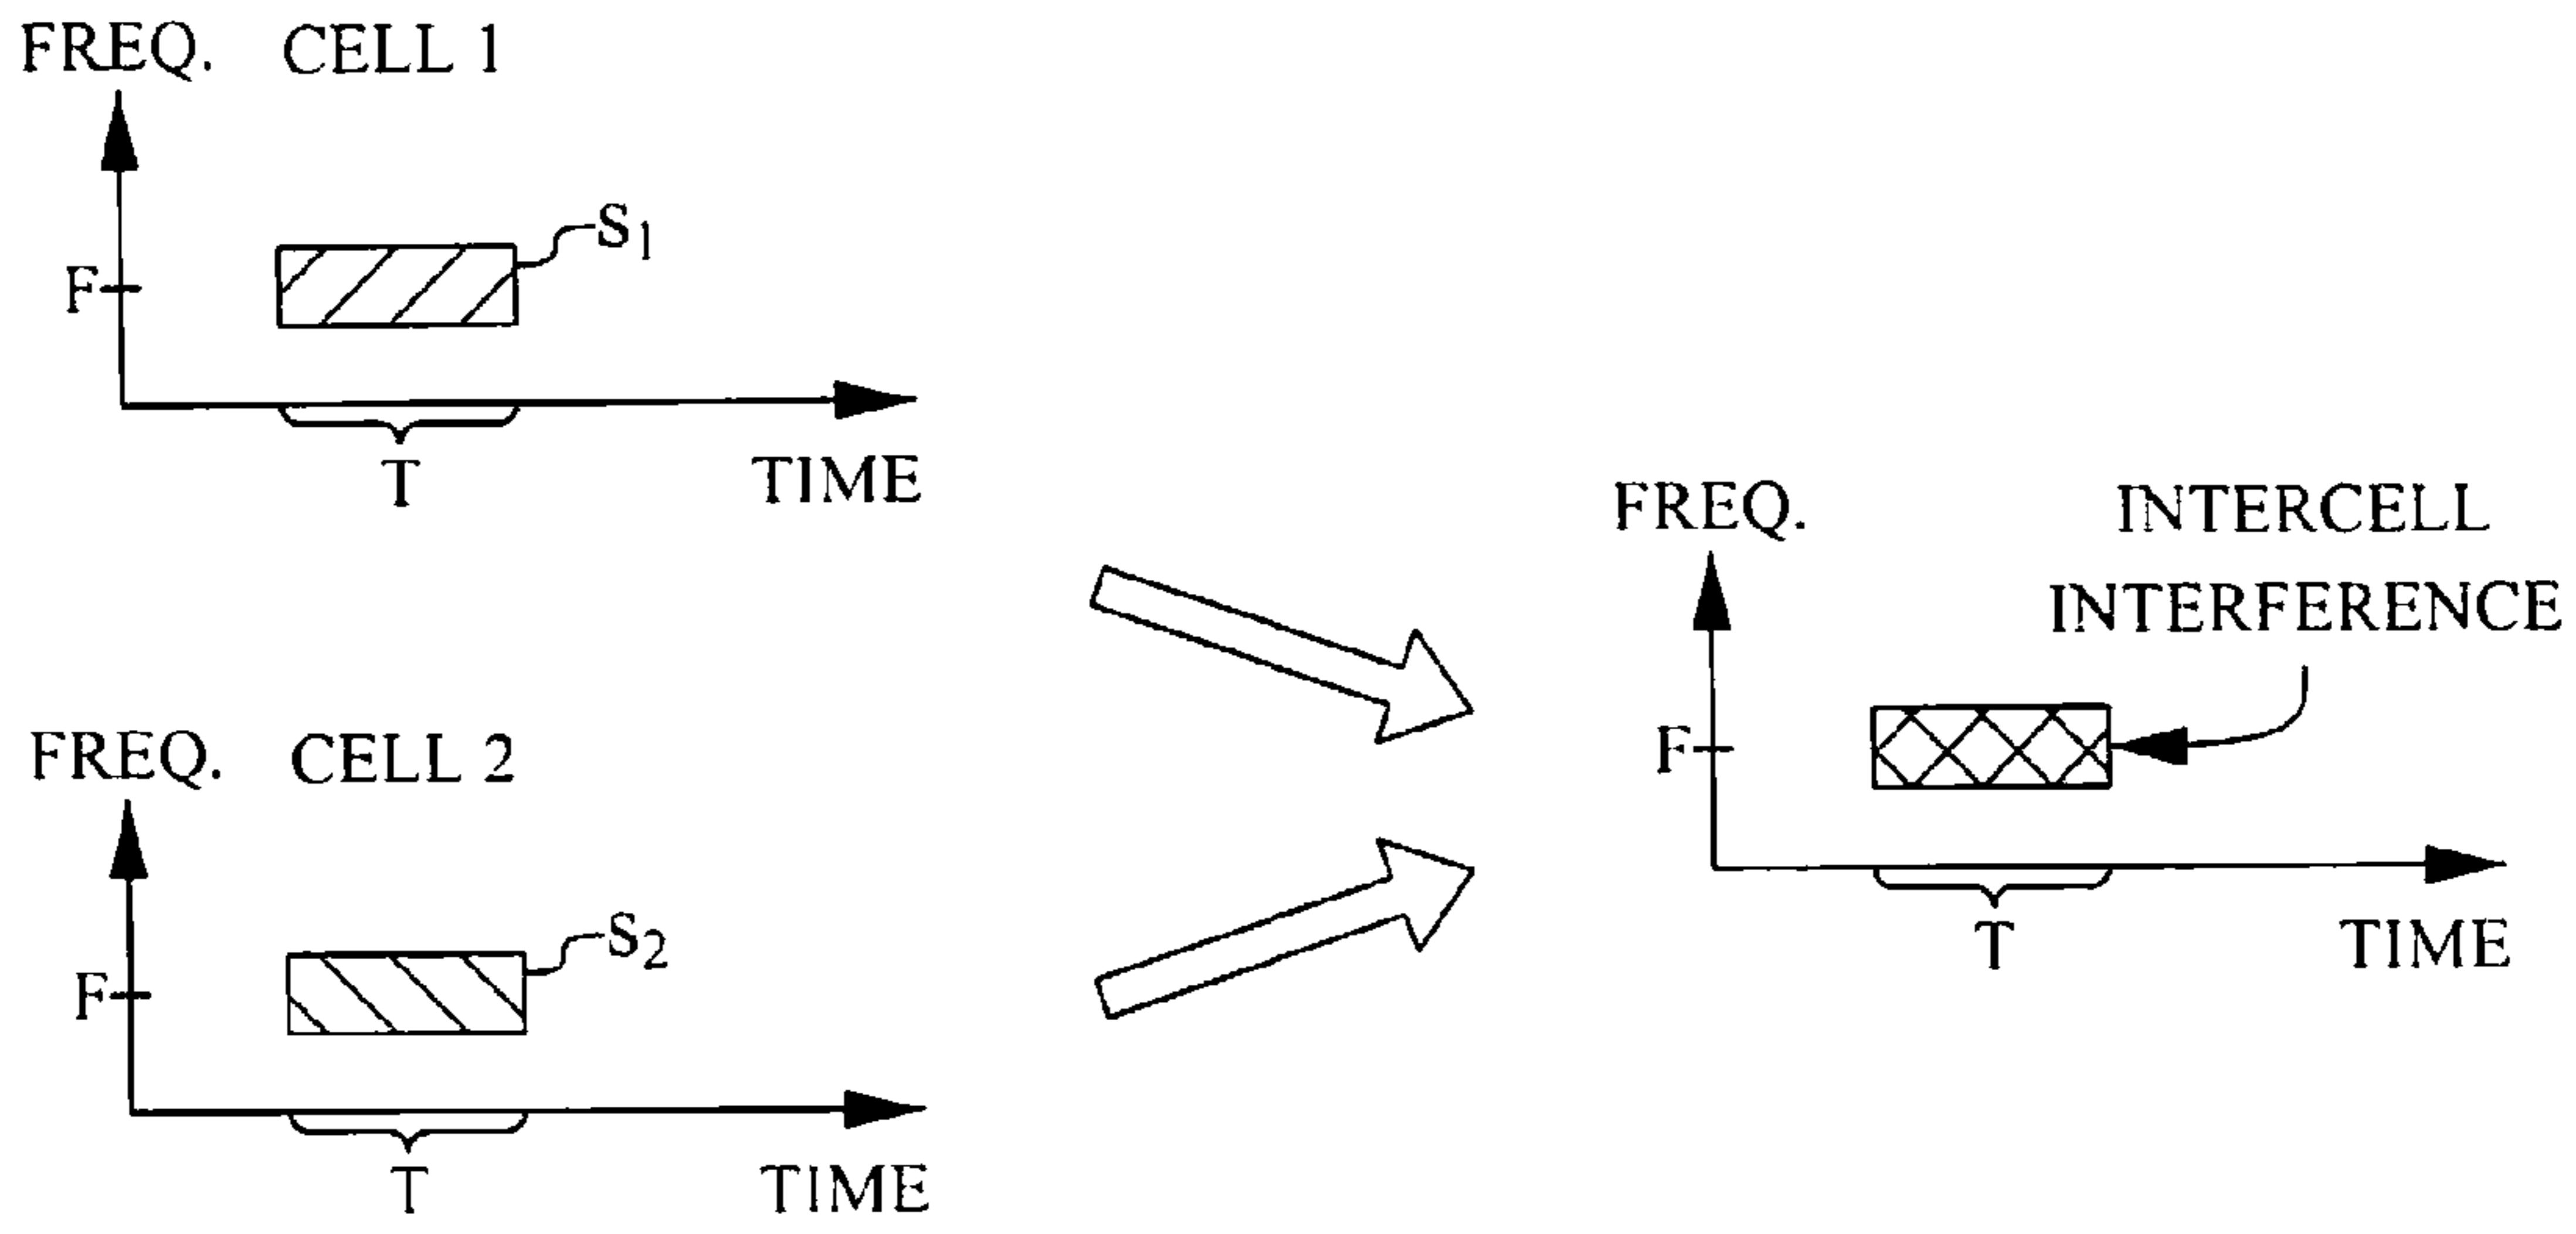 FREQ. CELL 1
S1
F
T
TIME
FREQ. CELL 2
S2
F
T
TIME
FREQ.
INTERCELL
INTERFERENCE
F
T
TIME